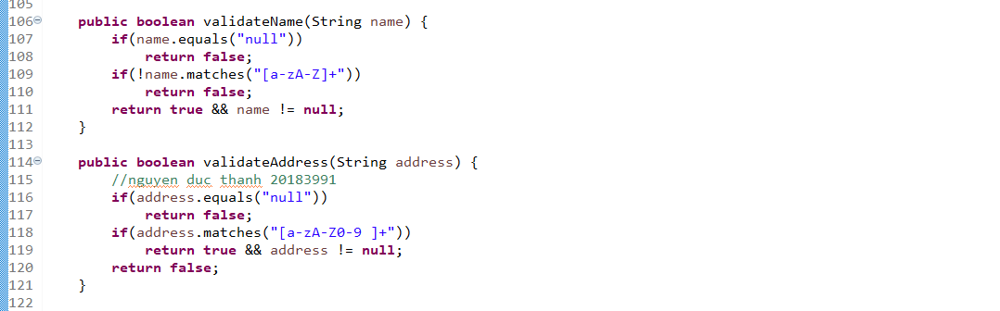 105
106 public boolean validateName(String name) {
107 if(name.equals("null"))
108 return false;
109 if(!name.matches("[a-zA-Z]+"))
110 return false;
111 return true && name != null;
112 }
113
114 public boolean validateAddress(String address) {
115 //nguyen duc thanh 20183991
116 if(address.equals("null"))
117 return false;
118 if(address.matches("[a-zA-Z0-9 ]+"))
119 return true && address != null;
120 return false;
121 }
122